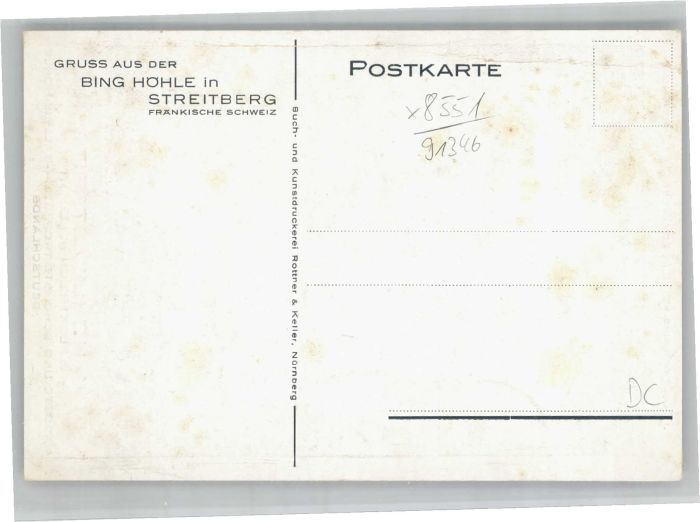 GRUSS AUS DER
BING HÖHLE in
STREITBERG
FRÄNKISCHE SCHWEIZ
POSTKARTE
x8551
91346
Buch- und Kunstdruckerei Rottner & Keller, Nürnberg
DC
DEUTSCHLANDS